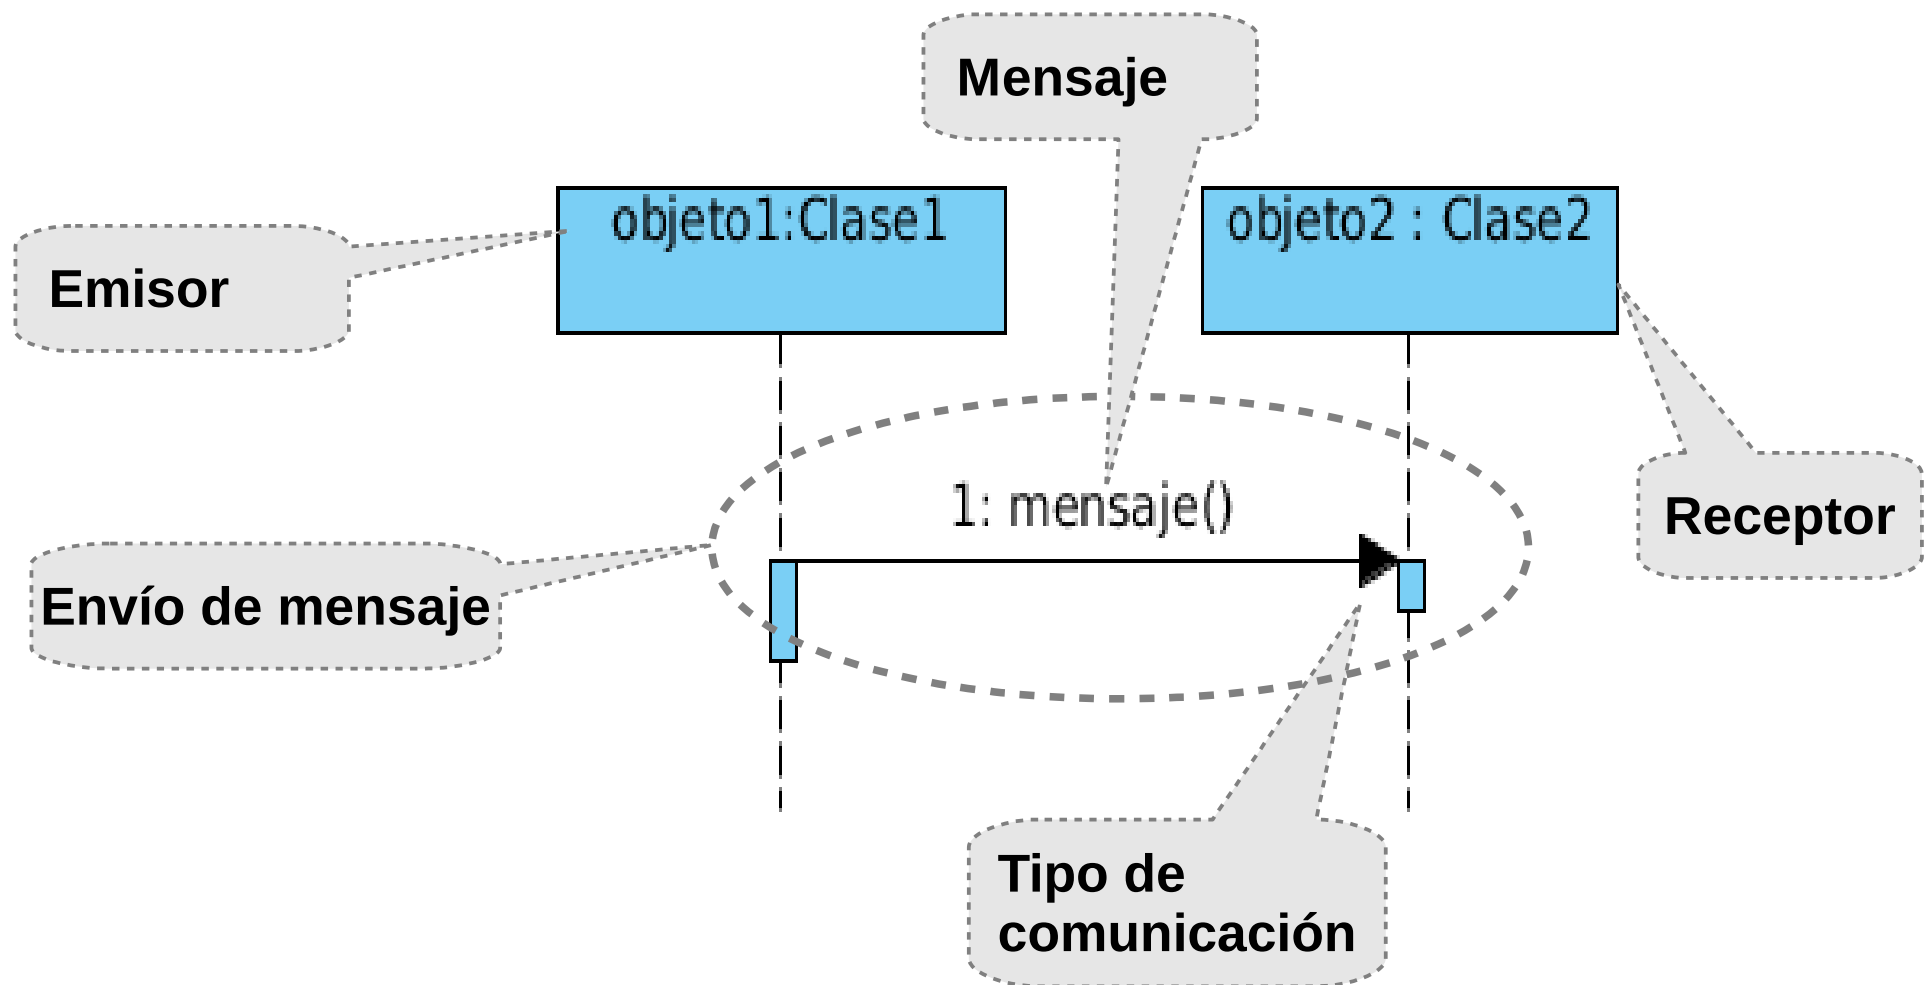 Mensaje
objeto1:Clase1
objeto2 : Clase2
Emisor
1: mensaje()
Receptor
Envío de mensaje
Tipo de
comunicación